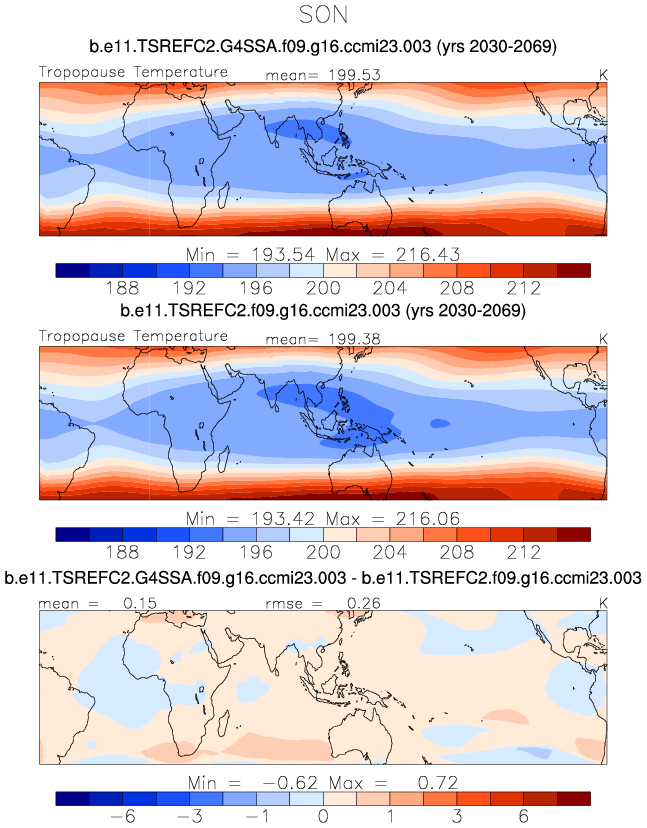 SON
b.e11.TSREFC2.G4SSA.f09.g16.ccmi23.003 (yrs 2030-2069)
Tropopause Temperature mean= 199.53 K
Min = 193.54 Max = 216.43
188 192 196 200 204 208 212
b.e11.TSREFC2.f09.g16.ccmi23.003 (yrs 2030-2069)
Tropopause Temperature mean= 199.38 K
Min = 193.42 Max = 216.06
188 192 196 200 204 208 212
b.e11.TSREFC2.G4SSA.f09.g16.ccmi23.003 - b.e11.TSREFC2.f09.g16.ccmi23.003
mean = 0.15 rmse = 0.26 K
Min = -0.62 Max = 0.72
-6 -3 -1 0 1 3 6